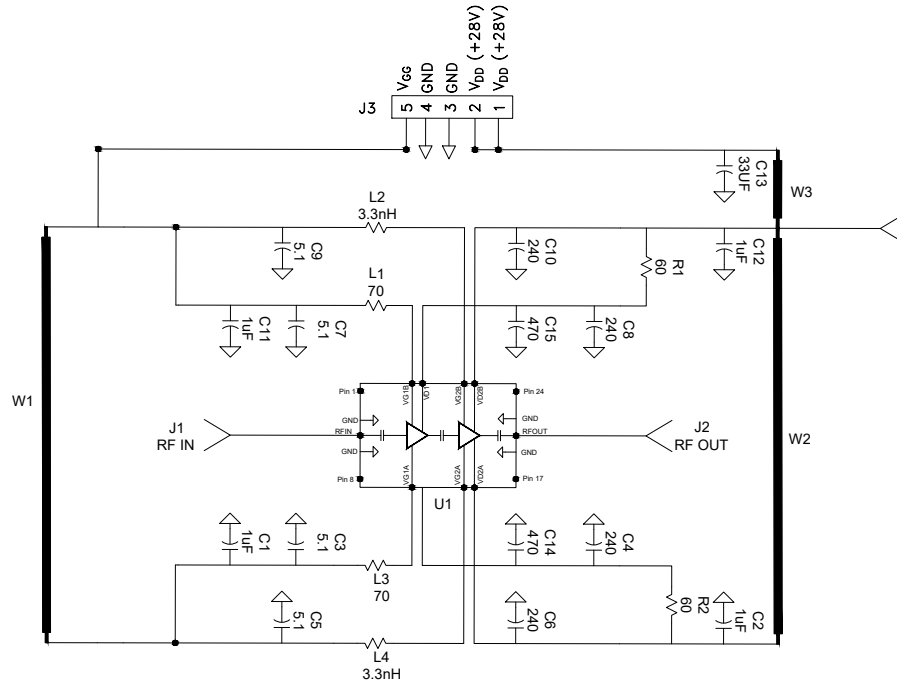 VGG
GND
GND
VDD (+28V)
VDD (+28V)
5
4
3
2
1
J3
C13
33UF
W3
L2
3.3nH
C9
5.1
C10
240
R1
60
C12
1uF
L1
70
C11
1uF
C7
5.1
C15
470
C8
240
W1
Pin 1
VG1B
VD1
VG2B
VD2B
Pin 24
GND
GND
J1
RF IN
RFIN
RFOUT
J2
RF OUT
GND
GND
W2
Pin 8
VG1A
VG2A
VD2A
Pin 17
U1
C1
1uF
C3
5.1
C14
470
C4
240
L3
70
R2
60
C5
5.1
C6
240
C2
1uF
L4
3.3nH